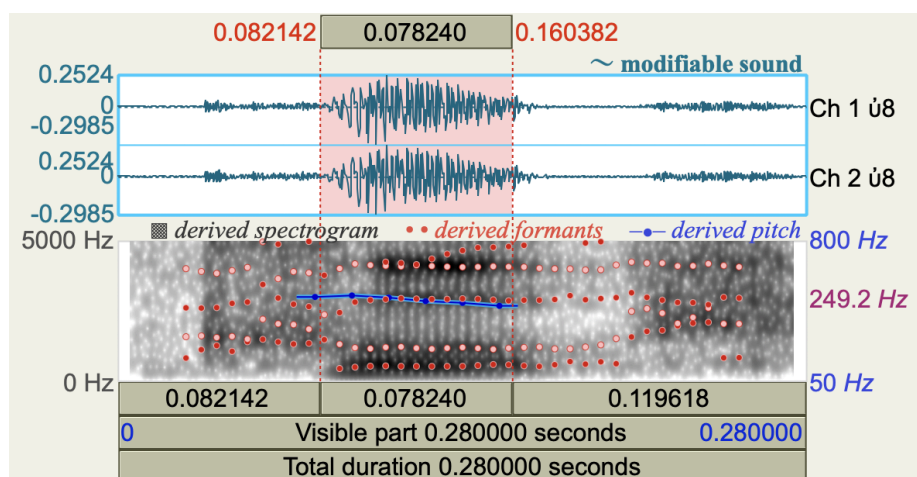 0.082142 0.078240 0.160382
~ modifiable sound
0.2524
0
-0.2985
Ch 1 ů8
0.2524
0
-0.2985
Ch 2 ů8
derived spectrogram derived formants derived pitch
5000 Hz
800 Hz
249.2 Hz
0 Hz
50 Hz
0.082142 0.078240 0.119618
0 Visible part 0.280000 seconds 0.280000
Total duration 0.280000 seconds